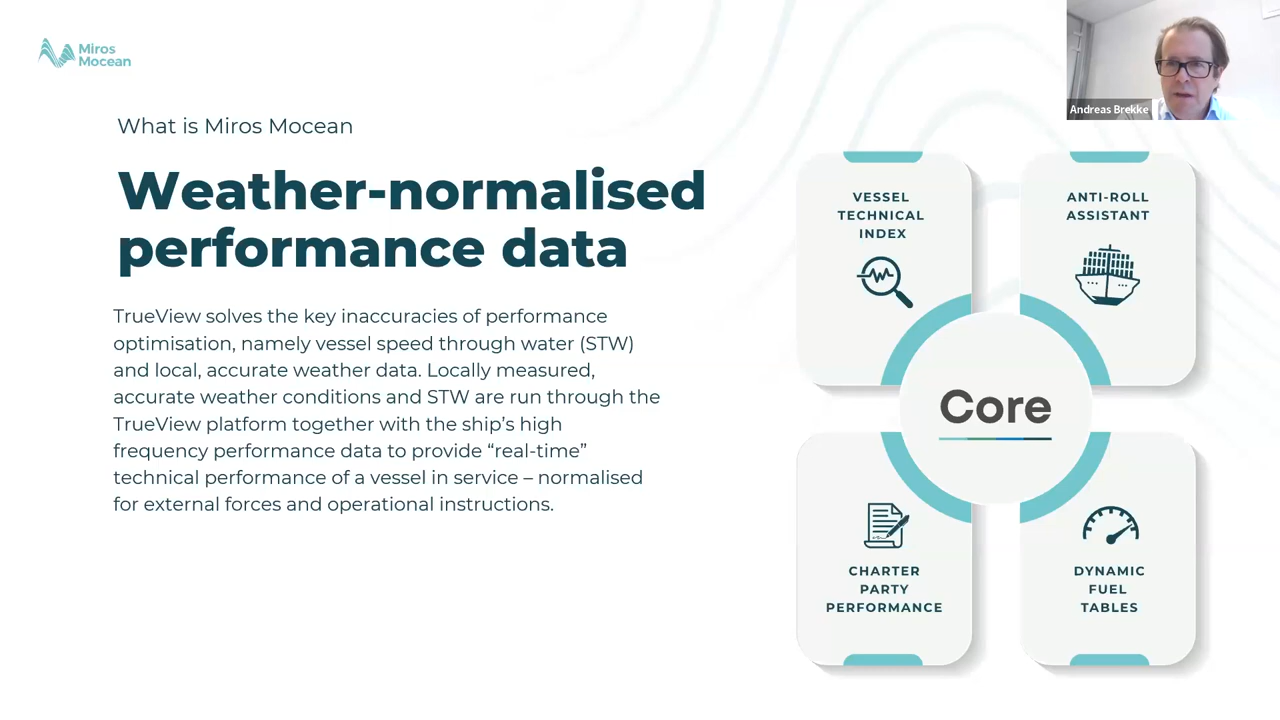 Miros
Mocean
Andreas Brekke
What is Miros Mocean
Weather-normalised
performance data
TrueView solves the key inaccuracies of performance
optimisation, namely vessel speed through water (STW)
and local, accurate weather data. Locally measured,
accurate weather conditions and STW are run through the
TrueView platform together with the ship’s high
frequency performance data to provide “real-time”
technical performance of a vessel in service – normalised
for external forces and operational instructions.
VESSEL
TECHNICAL
INDEX
ANTI-ROLL
ASSISTANT
Core
CHARTER
PARTY
PERFORMANCE
DYNAMIC
FUEL
TABLES